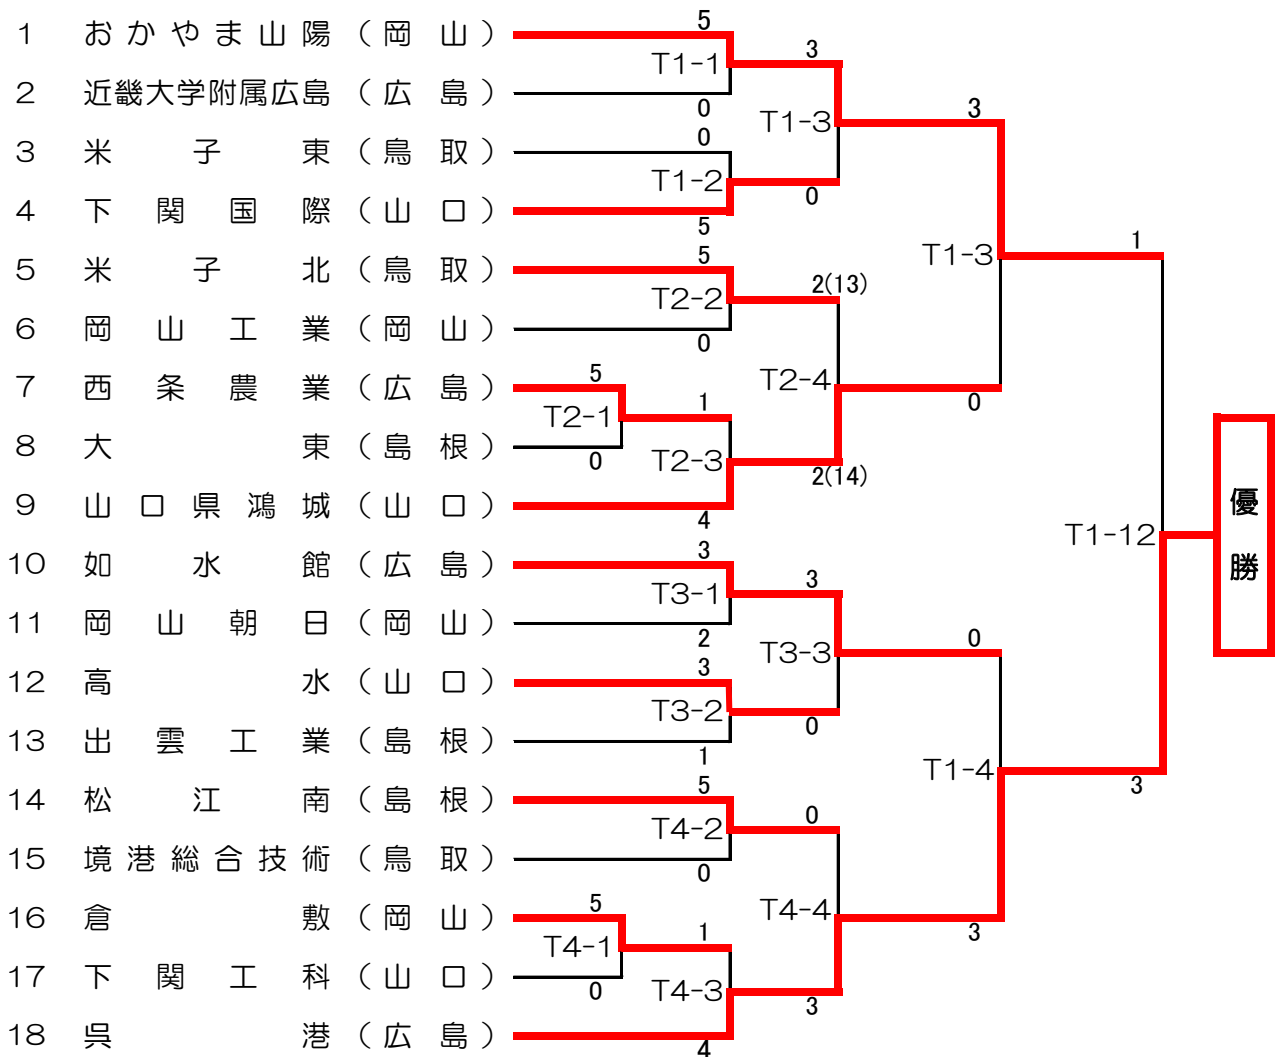 5
1 おかやま山陽（岡山）
3
T1-1
2 近畿大学附属広島（広島）
0
3
T1-3
0
3 米子東（鳥取）
T1-2
0
4 下関国際（山口）
5
1
T1-3
5
5 米子北（鳥取）
2(13)
T2-2
6 岡山工業（岡山）
0
5
T2-4
7 西条農業（広島）
1
0
T2-1
8 大東（島根）
0
T2-3
2(14)
9 山口県鴻城（山口）
4
優勝
T1-12
3
10 如水館（広島）
3
T3-1
11 岡山朝日（岡山）
2
0
T3-3
3
12 高水（山口）
T3-2
0
13 出雲工業（島根）
1
T1-4
3
5
14 松江南（島根）
0
T4-2
15 境港総合技術（鳥取）
0
5
T4-4
16 倉敷（岡山）
1
3
T4-1
17 下関工科（山口）
0
T4-3
3
18 呉港（広島）
4